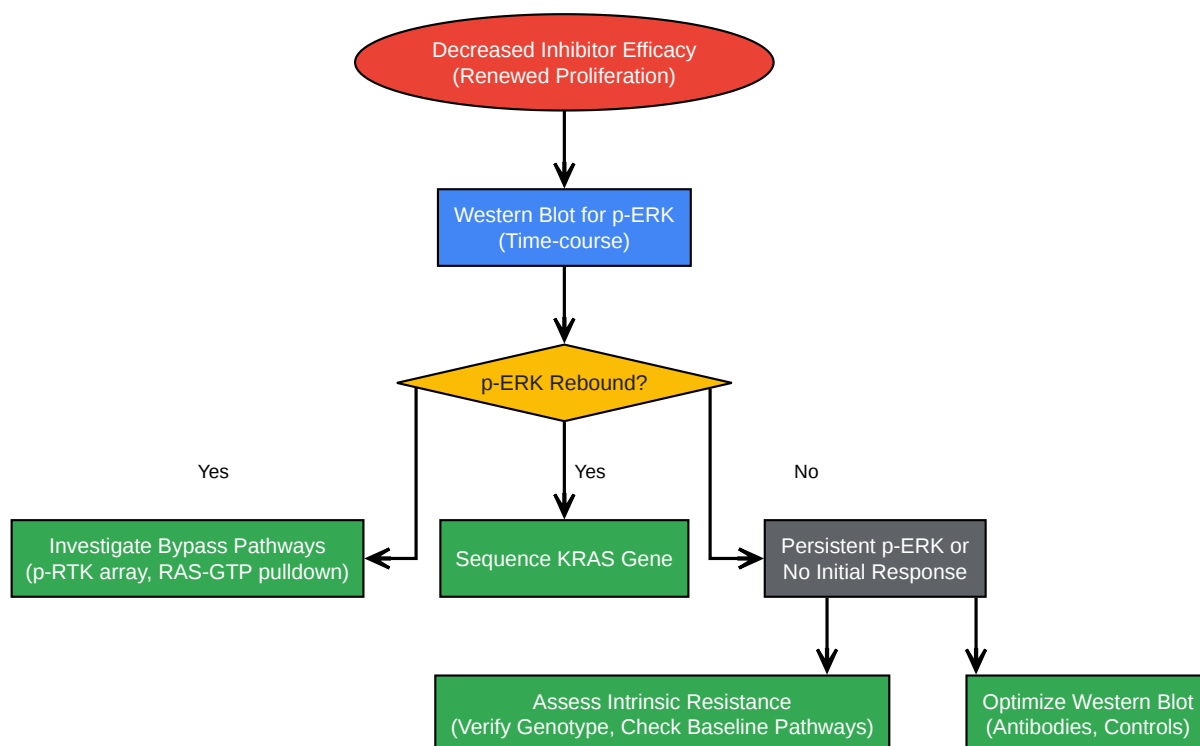 Decreased Inhibitor Efficacy
(Renewed Proliferation)
Western Blot for p-ERK
(Time-course)
p-ERK Rebound?
Yes
Yes
No
Investigate Bypass Pathways
(p-RTK array, RAS-GTP pulldown)
Sequence KRAS Gene
Persistent p-ERK or
No Initial Response
Assess Intrinsic Resistance
(Verify Genotype, Check Baseline Pathways)
Optimize Western Blot
(Antibodies, Controls)